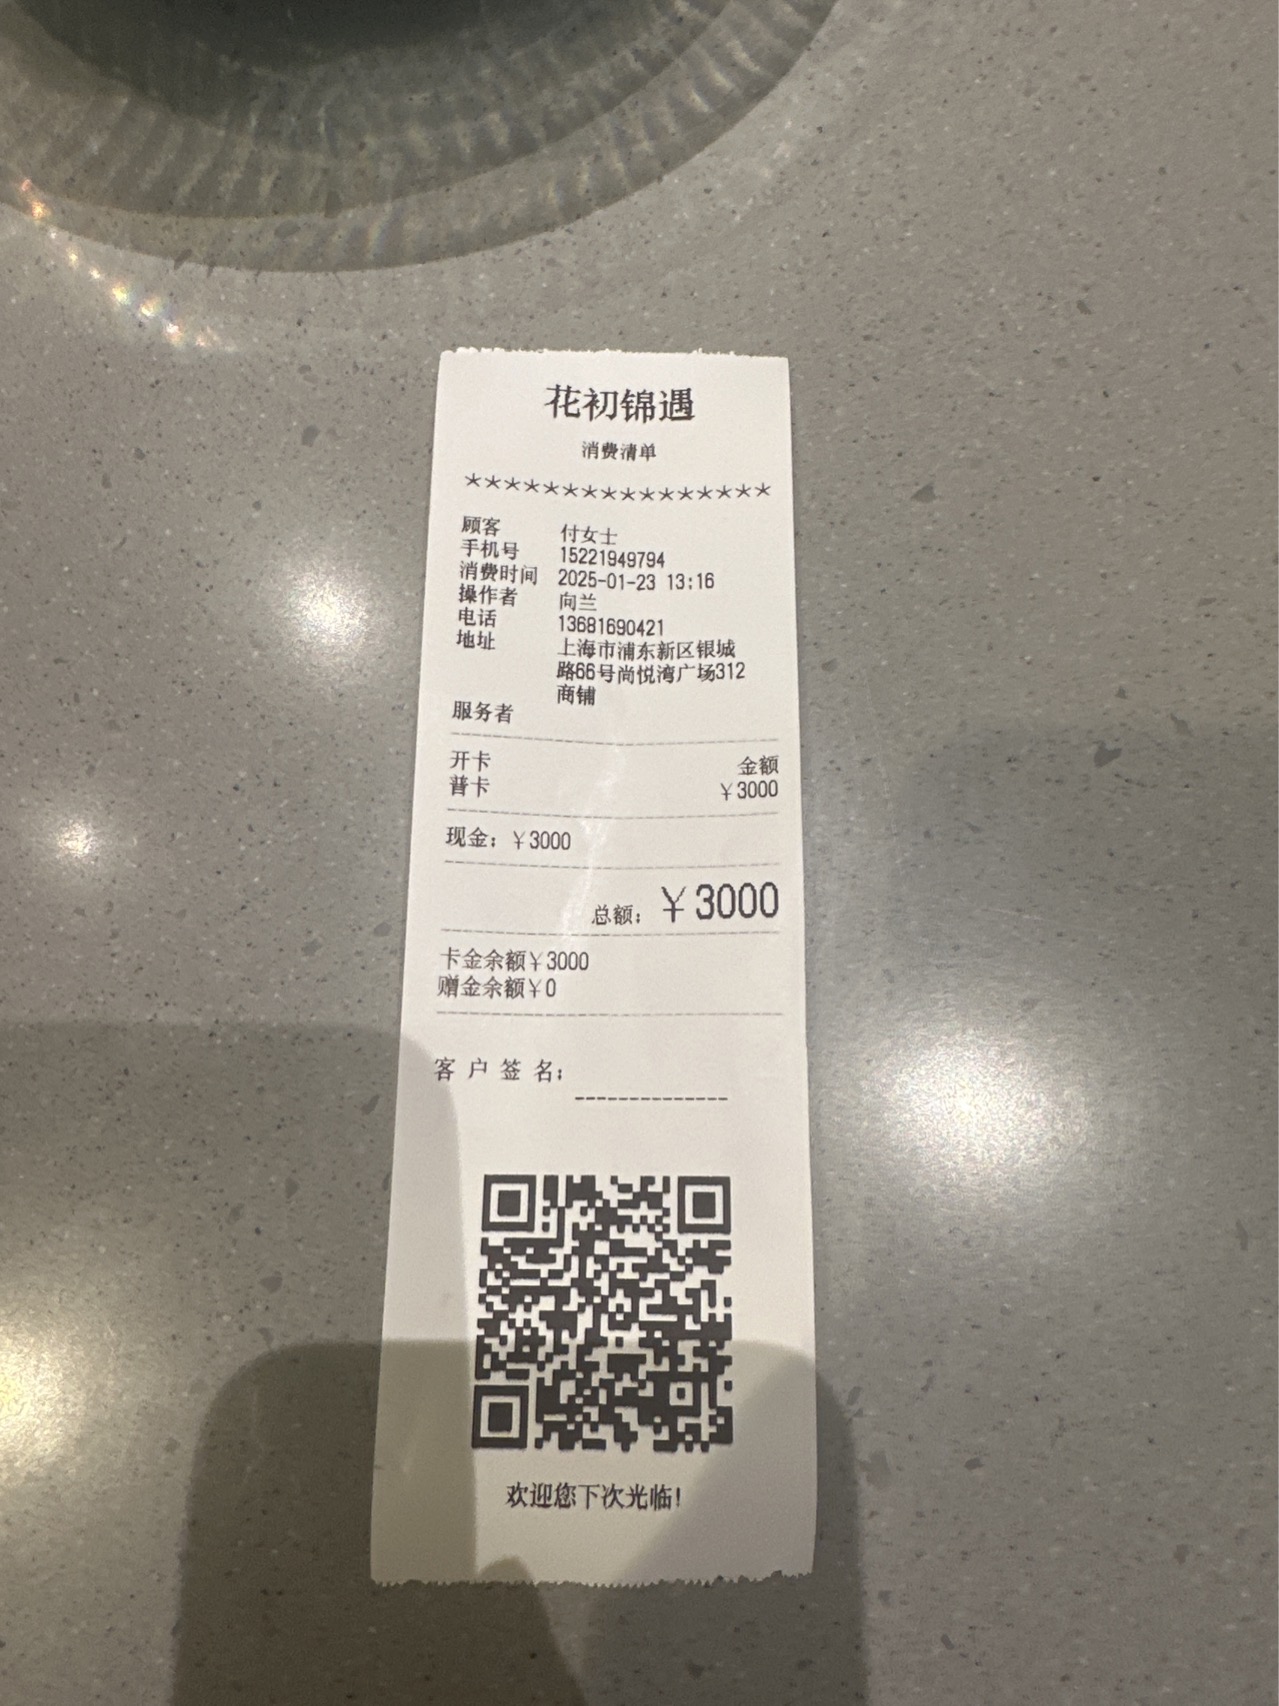 花初锦遇
消费清单
****************
顾客 付女士
手机号 15221949794
消费时间 2025-01-23 13:16
操作者 向兰
电话 13681690421
地址 上海市浦东新区银城
路66号尚悦湾广场312
商铺
服务者
开卡 金额
普卡 ￥3000
现金：￥3000
总额：￥3000
卡金余额￥3000
赠金余额￥0
客户签名：
欢迎您下次光临！